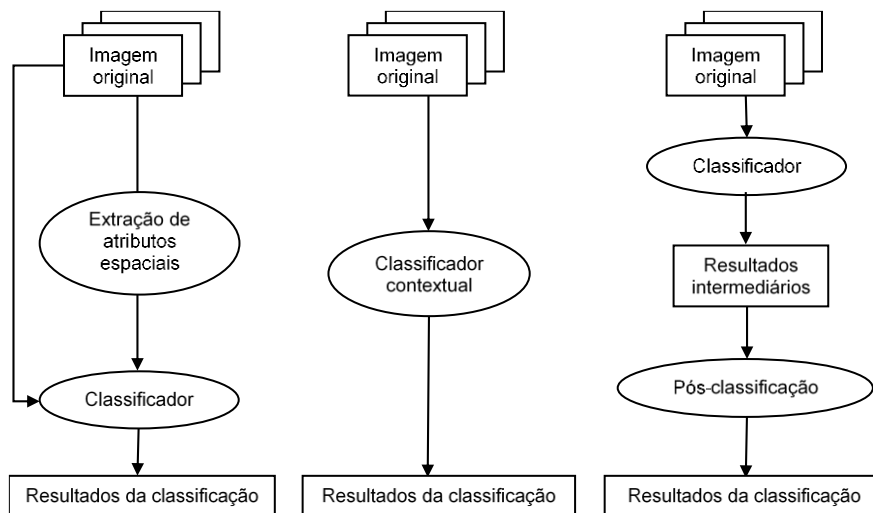 Imagem
original
Extração de
atributos
espaciais
Classificador
Resultados da classificação
Imagem
original
Classificador
contextual
Resultados da classificação
Imagem
original
Classificador
Resultados
intermediários
Pós-classificação
Resultados da classificação